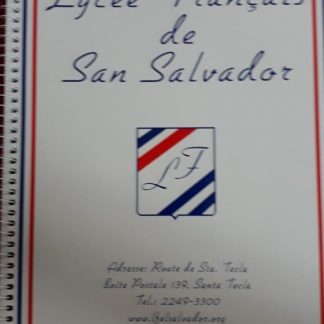 Lycée Français
de
San Salvador
LF
Adresse: Route de Sta. Tecla
Boîte Postale 139, Santa Tecla
Tel.: 2249-3300
www.lfelsalvador.org